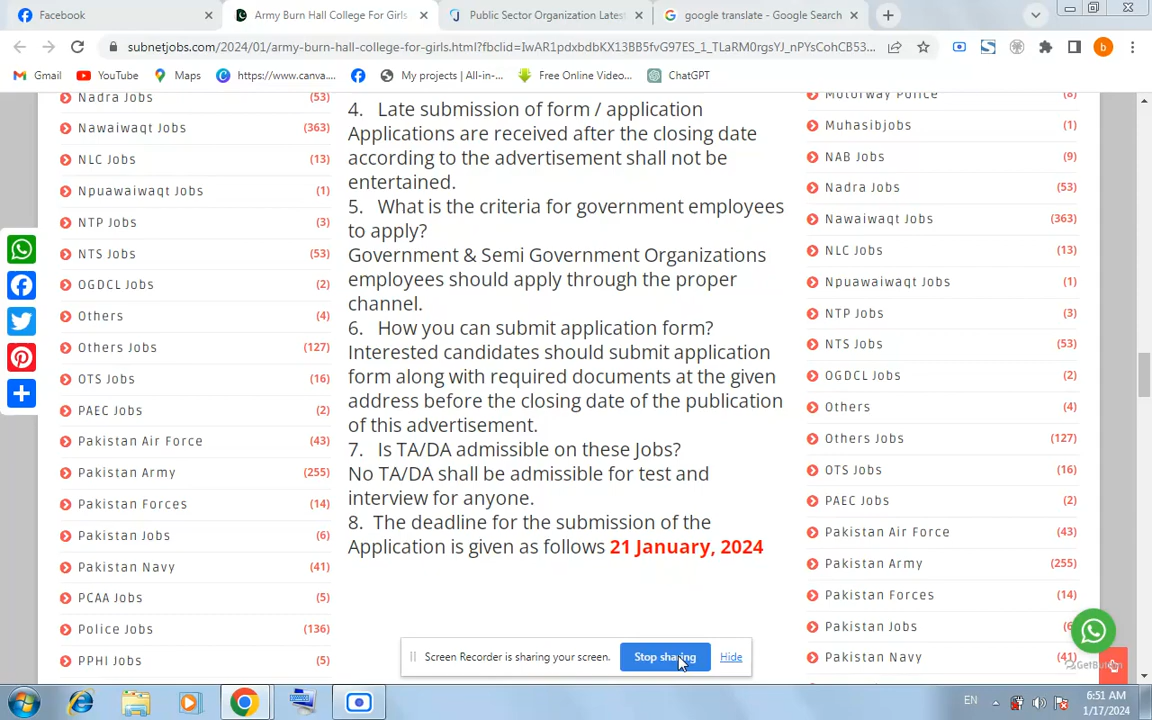 Facebook
Army Burn Hall College For Girls
Public Sector Organization Latest
google translate - Google Search
subnetjobs.com/2024/01/army-burn-hall-college-for-girls.html?fbclid=IwAR1pdxbdbKX13BB5fvG97ES_1_TLaRM0rgsYJ_nPYsCohCB53...
b
Gmail
YouTube
Maps
https://www.canva....
My projects | All-in-...
Free Online Video...
ChatGPT
Nadra Jobs (53)
Nawaiwaqt Jobs (363)
NLC Jobs (13)
Npuawaiwaqt Jobs (1)
NTP Jobs (3)
NTS Jobs (53)
OGDCL Jobs (2)
Others (4)
Others Jobs (127)
OTS Jobs (16)
PAEC Jobs (2)
Pakistan Air Force (43)
Pakistan Army (255)
Pakistan Forces (14)
Pakistan Jobs (6)
Pakistan Navy (41)
PCAA Jobs (5)
Police Jobs (136)
PPHI Jobs (5)
4. Late submission of form / application
Applications are received after the closing date
according to the advertisement shall not be
entertained.
5. What is the criteria for government employees
to apply?
Government & Semi Government Organizations
employees should apply through the proper
channel.
6. How you can submit application form?
Interested candidates should submit application
form along with required documents at the given
address before the closing date of the publication
of this advertisement.
7. Is TA/DA admissible on these Jobs?
No TA/DA shall be admissible for test and
interview for anyone.
8. The deadline for the submission of the
Application is given as follows 21 January, 2024
Motorway Police (8)
Muhasibjobs (1)
NAB Jobs (9)
Nadra Jobs (53)
Nawaiwaqt Jobs (363)
NLC Jobs (13)
Npuawaiwaqt Jobs (1)
NTP Jobs (3)
NTS Jobs (53)
OGDCL Jobs (2)
Others (4)
Others Jobs (127)
OTS Jobs (16)
PAEC Jobs (2)
Pakistan Air Force (43)
Pakistan Army (255)
Pakistan Forces (14)
Pakistan Jobs (6)
Pakistan Navy (41)
GetButton
Screen Recorder is sharing your screen.
Stop sharing
Hide
EN
6:51 AM
1/17/2024